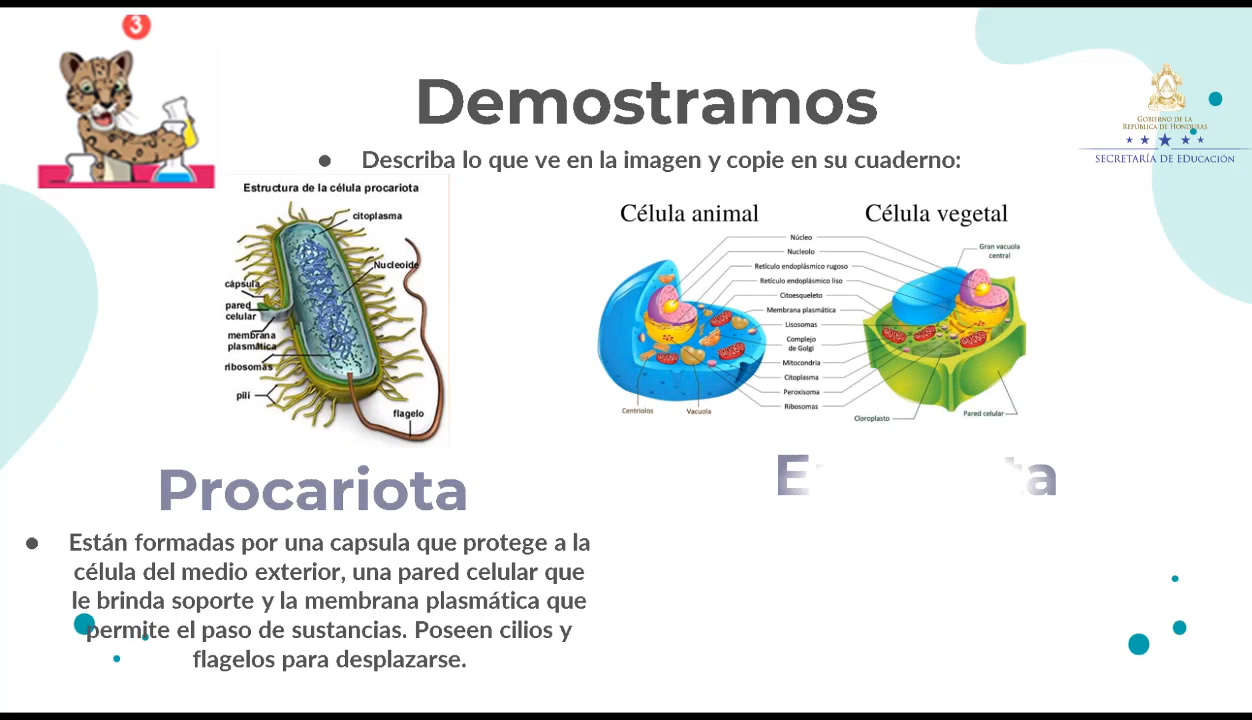 3
Demostramos
GOBIERNO DE LA
REPÚBLICA DE HONDURAS
SECRETARÍA DE EDUCACIÓN
● Describa lo que ve en la imagen y copie en su cuaderno:
Estructura de la célula procariota
citoplasma
Nucleoide
cápsula
pared
celular
membrana
plasmática
ribosomas
pili
flagelo
Célula animal
Célula vegetal
Núcleo
Nucleolo
Retículo endoplásmico rugoso
Retículo endoplásmico liso
Citoesqueleto
Membrana plasmática
Lisosomas
Complejo
de Golgi
Mitocondria
Citoplasma
Peroxisoma
Ribosomas
Gran vacuola
central
Centriolos
Vacuola
Cloroplasto
Pared celular
Procariota
● Están formadas por una capsula que protege a la
célula del medio exterior, una pared celular que
le brinda soporte y la membrana plasmática que
permite el paso de sustancias. Poseen cilios y
flagelos para desplazarse.